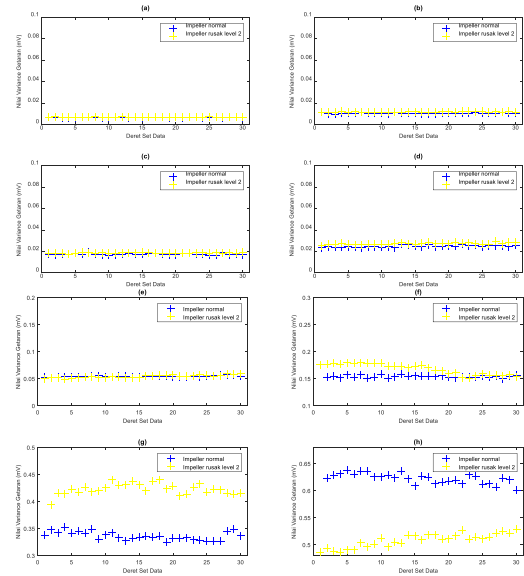 (a)
0.1
0.08
0.06
0.04
0.02
0
Nilai Variance Getaran (mV)
Impeller normal
Impeller rusak level 2
0 5 10 15 20 25 30
Deret Set Data
(b)
0.1
0.08
0.06
0.04
0.02
0
Nilai Variance Getaran (mV)
Impeller normal
Impeller rusak level 2
0 5 10 15 20 25 30
Deret Set Data
(c)
0.1
0.08
0.06
0.04
0.02
0
Nilai Variance Getaran (mV)
Impeller normal
Impeller rusak level 2
0 5 10 15 20 25 30
Deret Set Data
(d)
0.1
0.08
0.06
0.04
0.02
0
Nilai Variance Getaran (mV)
Impeller normal
Impeller rusak level 2
0 5 10 15 20 25 30
Deret Set Data
(e)
0.2
0.15
0.1
0.05
0
Nilai Variance Getaran (mV)
Impeller normal
Impeller rusak level 2
0 5 10 15 20 25 30
Deret Set Data
(f)
0.3
0.25
0.2
0.15
0.1
Nilai Variance Getaran (mV)
Impeller normal
Impeller rusak level 2
0 5 10 15 20 25 30
Deret Set Data
(g)
0.5
0.45
0.4
0.35
0.3
Nilai Variance Getaran (mV)
Impeller normal
Impeller rusak level 2
0 5 10 15 20 25 30
Deret Set Data
(h)
0.65
0.6
0.55
0.5
Nilai Variance Getaran (mV)
Impeller normal
Impeller rusak level 2
0 5 10 15 20 25 30
Deret Set Data